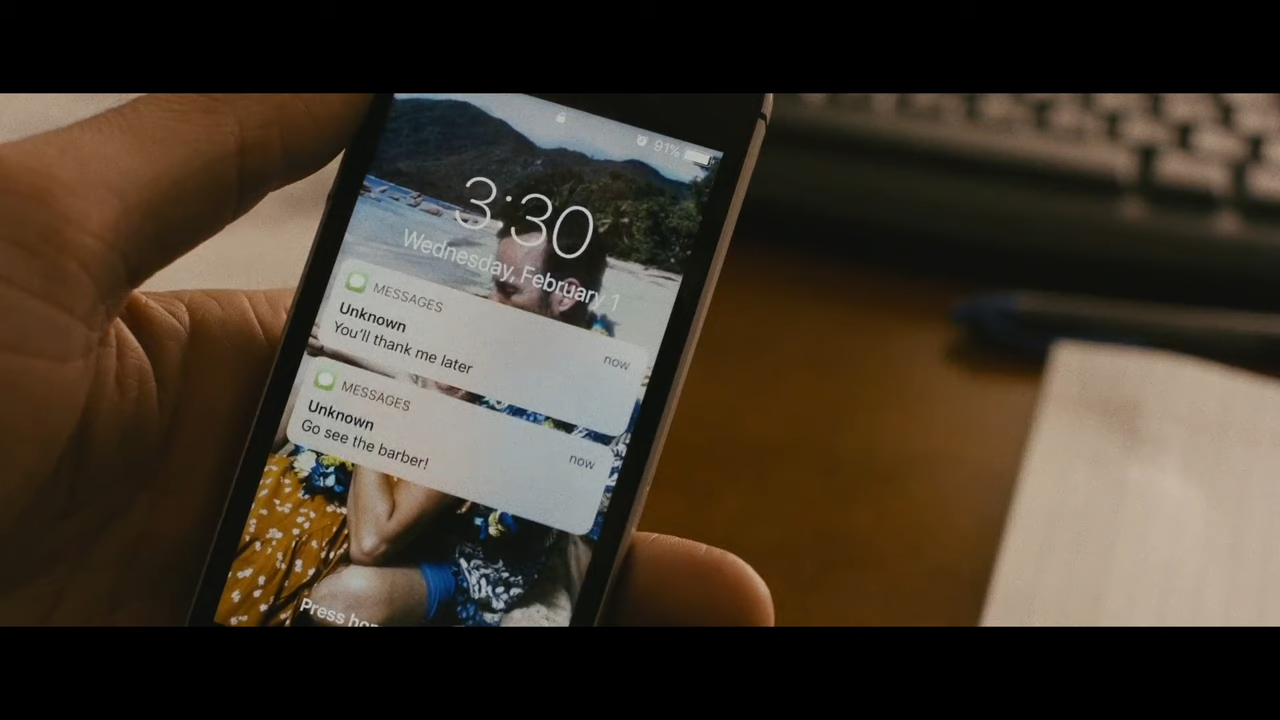 91%
3:30
Wednesday, February 1
MESSAGES
Unknown
You'll thank me later
now
MESSAGES
Unknown
Go see the barber!
now
Press